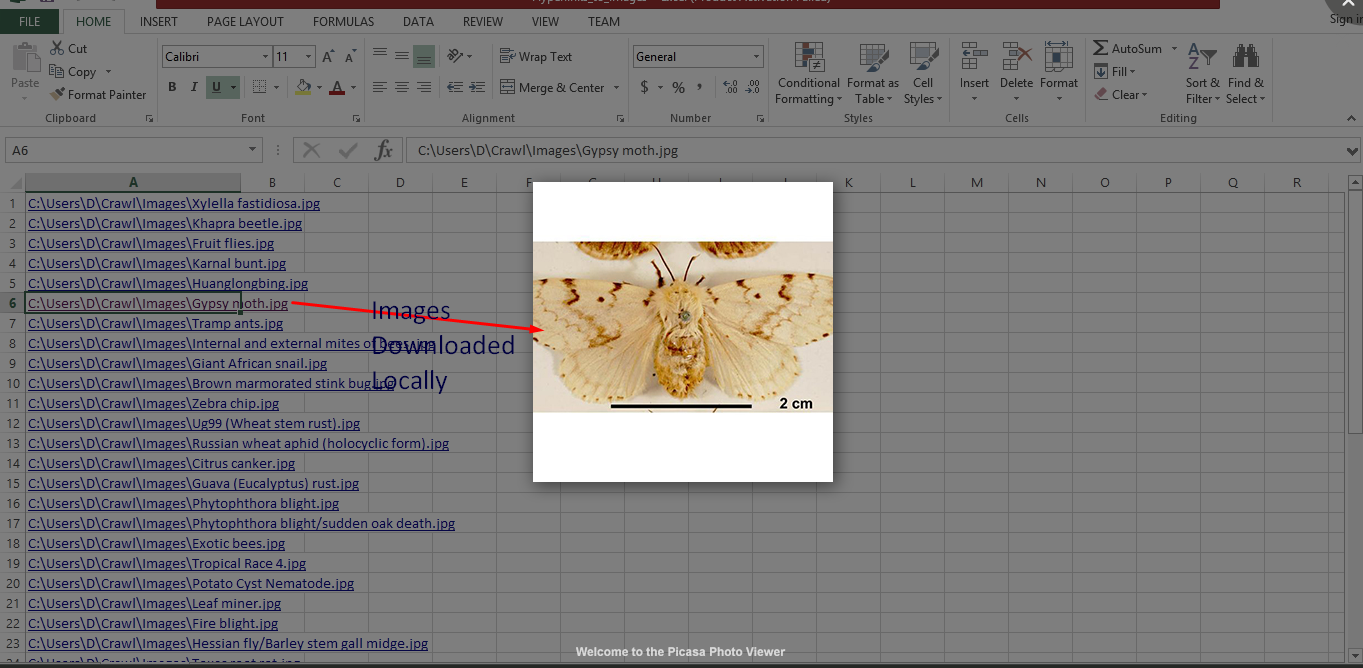 FILE HOME INSERT PAGE LAYOUT FORMULAS DATA REVIEW VIEW TEAM
Sign in
Paste
Cut
Copy
Format Painter
Clipboard
Calibri 11
B I U
Font
Wrap Text
Merge & Center
Alignment
General
$ % ,
Number
Conditional Formatting
Format as Table
Cell Styles
Styles
Insert
Delete
Format
Cells
AutoSum
Fill
Clear
Sort & Filter
Find & Select
Editing
A6 fx C:\Users\D\Crawl\Images\Gypsy moth.jpg
A B C D E F K L M N O P Q R
1 C:\Users\D\Crawl\Images\Xylella fastidiosa.jpg
2 C:\Users\D\Crawl\Images\Khapra beetle.jpg
3 C:\Users\D\Crawl\Images\Fruit flies.jpg
4 C:\Users\D\Crawl\Images\Karnal bunt.jpg
5 C:\Users\D\Crawl\Images\Huanglongbing.jpg
6 C:\Users\D\Crawl\Images\Gypsy moth.jpg
7 C:\Users\D\Crawl\Images\Tramp ants.jpg
8 C:\Users\D\Crawl\Images\Internal and external mites of bees.jpg
9 C:\Users\D\Crawl\Images\Giant African snail.jpg
10 C:\Users\D\Crawl\Images\Brown marmorated stink bug.jpg
11 C:\Users\D\Crawl\Images\Zebra chip.jpg
12 C:\Users\D\Crawl\Images\Ug99 (Wheat stem rust).jpg
13 C:\Users\D\Crawl\Images\Russian wheat aphid (holocyclic form).jpg
14 C:\Users\D\Crawl\Images\Citrus canker.jpg
15 C:\Users\D\Crawl\Images\Guava (Eucalyptus) rust.jpg
16 C:\Users\D\Crawl\Images\Phytophthora blight.jpg
17 C:\Users\D\Crawl\Images\Phytophthora blight/sudden oak death.jpg
18 C:\Users\D\Crawl\Images\Exotic bees.jpg
19 C:\Users\D\Crawl\Images\Tropical Race 4.jpg
20 C:\Users\D\Crawl\Images\Potato Cyst Nematode.jpg
21 C:\Users\D\Crawl\Images\Leaf miner.jpg
22 C:\Users\D\Crawl\Images\Fire blight.jpg
23 C:\Users\D\Crawl\Images\Hessian fly/Barley stem gall midge.jpg
Images
Downloaded
Locally
2 cm
Welcome to the Picasa Photo Viewer